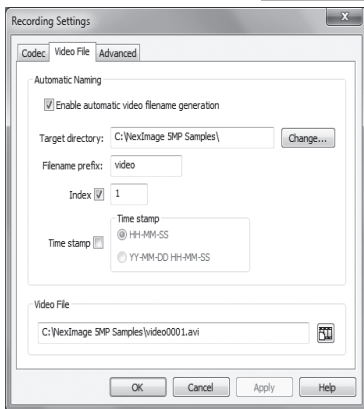 Recording Settings
X
Codec Video File Advanced
Automatic Naming
Enable automatic video filename generation
Target directory: C:\NexImage 5MP Samples\ Change...
Filename prefix: video
Index 1
Time stamp
Time stamp HH-MM-SS
YY-MM-DD HH-MM-SS
Video File
C:\NexImage 5MP Samples\video0001.avi
OK Cancel Apply Help